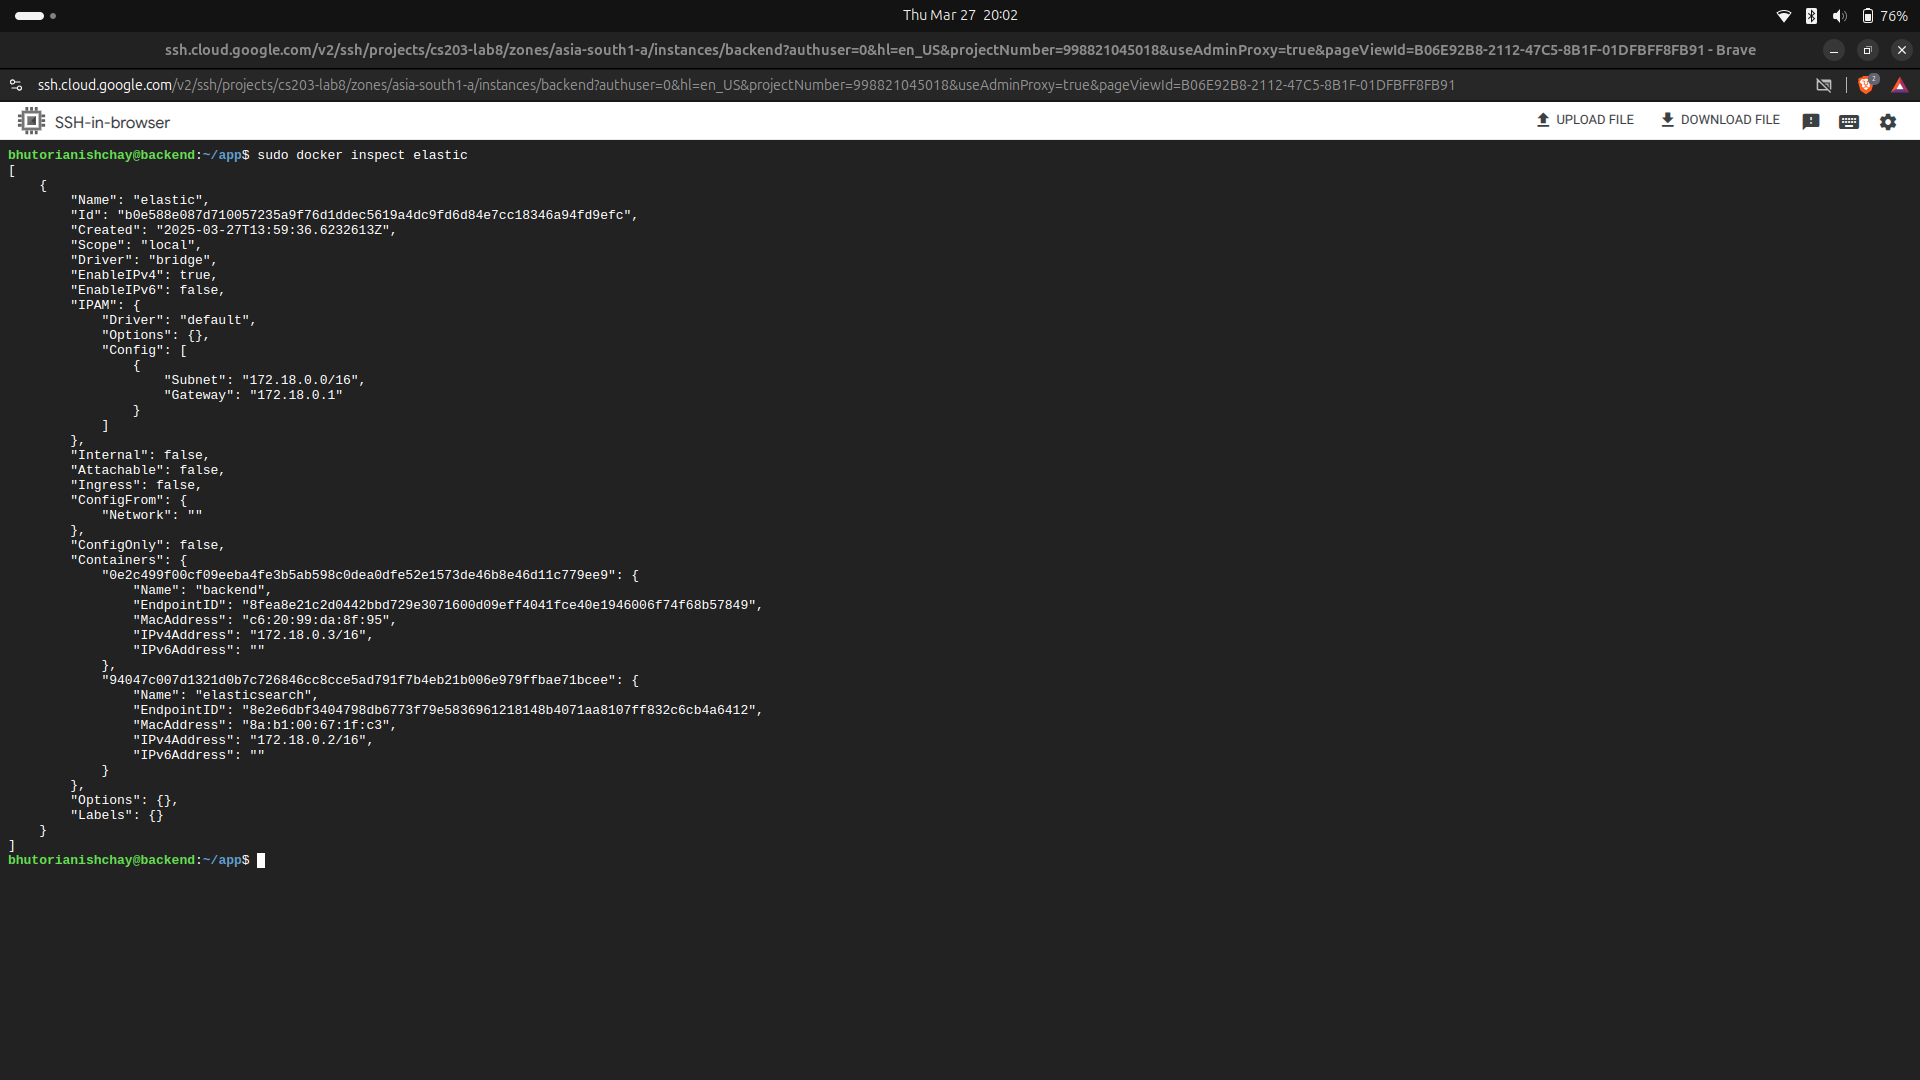 Thu Mar 27 20:02
76%
ssh.cloud.google.com/v2/ssh/projects/cs203-lab8/zones/asia-south1-a/instances/backend?authuser=0&hl=en_US&projectNumber=998821045018&useAdminProxy=true&pageViewId=B06E92B8-2112-47C5-8B1F-01DFBFF8FB91 - Brave
ssh.cloud.google.com/v2/ssh/projects/cs203-lab8/zones/asia-south1-a/instances/backend?authuser=0&hl=en_US&projectNumber=998821045018&useAdminProxy=true&pageViewId=B06E92B8-2112-47C5-8B1F-01DFBFF8FB91
2
SSH-in-browser
UPLOAD FILE
DOWNLOAD FILE
bhutorianishchay@backend:~/app$ sudo docker inspect elastic
[
    {
        "Name": "elastic",
        "Id": "b0e588e087d710057235a9f76d1ddec5619a4dc9fd6d84e7cc18346a94fd9efc",
        "Created": "2025-03-27T13:59:36.6232613Z",
        "Scope": "local",
        "Driver": "bridge",
        "EnableIPv4": true,
        "EnableIPv6": false,
        "IPAM": {
            "Driver": "default",
            "Options": {},
            "Config": [
                {
                    "Subnet": "172.18.0.0/16",
                    "Gateway": "172.18.0.1"
                }
            ]
        },
        "Internal": false,
        "Attachable": false,
        "Ingress": false,
        "ConfigFrom": {
            "Network": ""
        },
        "ConfigOnly": false,
        "Containers": {
            "0e2c499f00cf09eeba4fe3b5ab598c0dea0dfe52e1573de46b8e46d11c779ee9": {
                "Name": "backend",
                "EndpointID": "8fea8e21c2d0442bbd729e3071600d09eff4041fce40e1946006f74f68b57849",
                "MacAddress": "c6:20:99:da:8f:95",
                "IPv4Address": "172.18.0.3/16",
                "IPv6Address": ""
            },
            "94047c007d1321d0b7c726846cc8cce5ad791f7b4eb21b006e979ffbae71bcee": {
                "Name": "elasticsearch",
                "EndpointID": "8e2e6dbf3404798db6773f79e5836961218148b4071aa8107ff832c6cb4a6412",
                "MacAddress": "8a:b1:00:67:1f:c3",
                "IPv4Address": "172.18.0.2/16",
                "IPv6Address": ""
            }
        },
        "Options": {},
        "Labels": {}
    }
]
bhutorianishchay@backend:~/app$